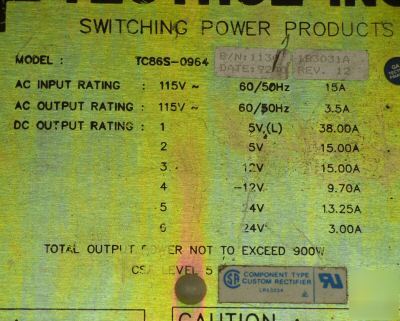 SWITCHING POWER PRODUCTS
MODEL : TC86S-0964
REV. 12
AC INPUT RATING : 115V ~ 60/50Hz 15A
AC OUTPUT RATING : 115V ~ 60/50Hz 3.5A
DC OUTPUT RATING : 1 5V(L) 38.00A
2 5V 15.00A
3 12V 15.00A
4 -12V 9.70A
5 24V 13.25A
6 24V 3.00A
TOTAL OUTPUT POWER NOT TO EXCEED 900W
CSA LEVEL 5
COMPONENT TYPE
CUSTOM RECTIFIER
CAUTION